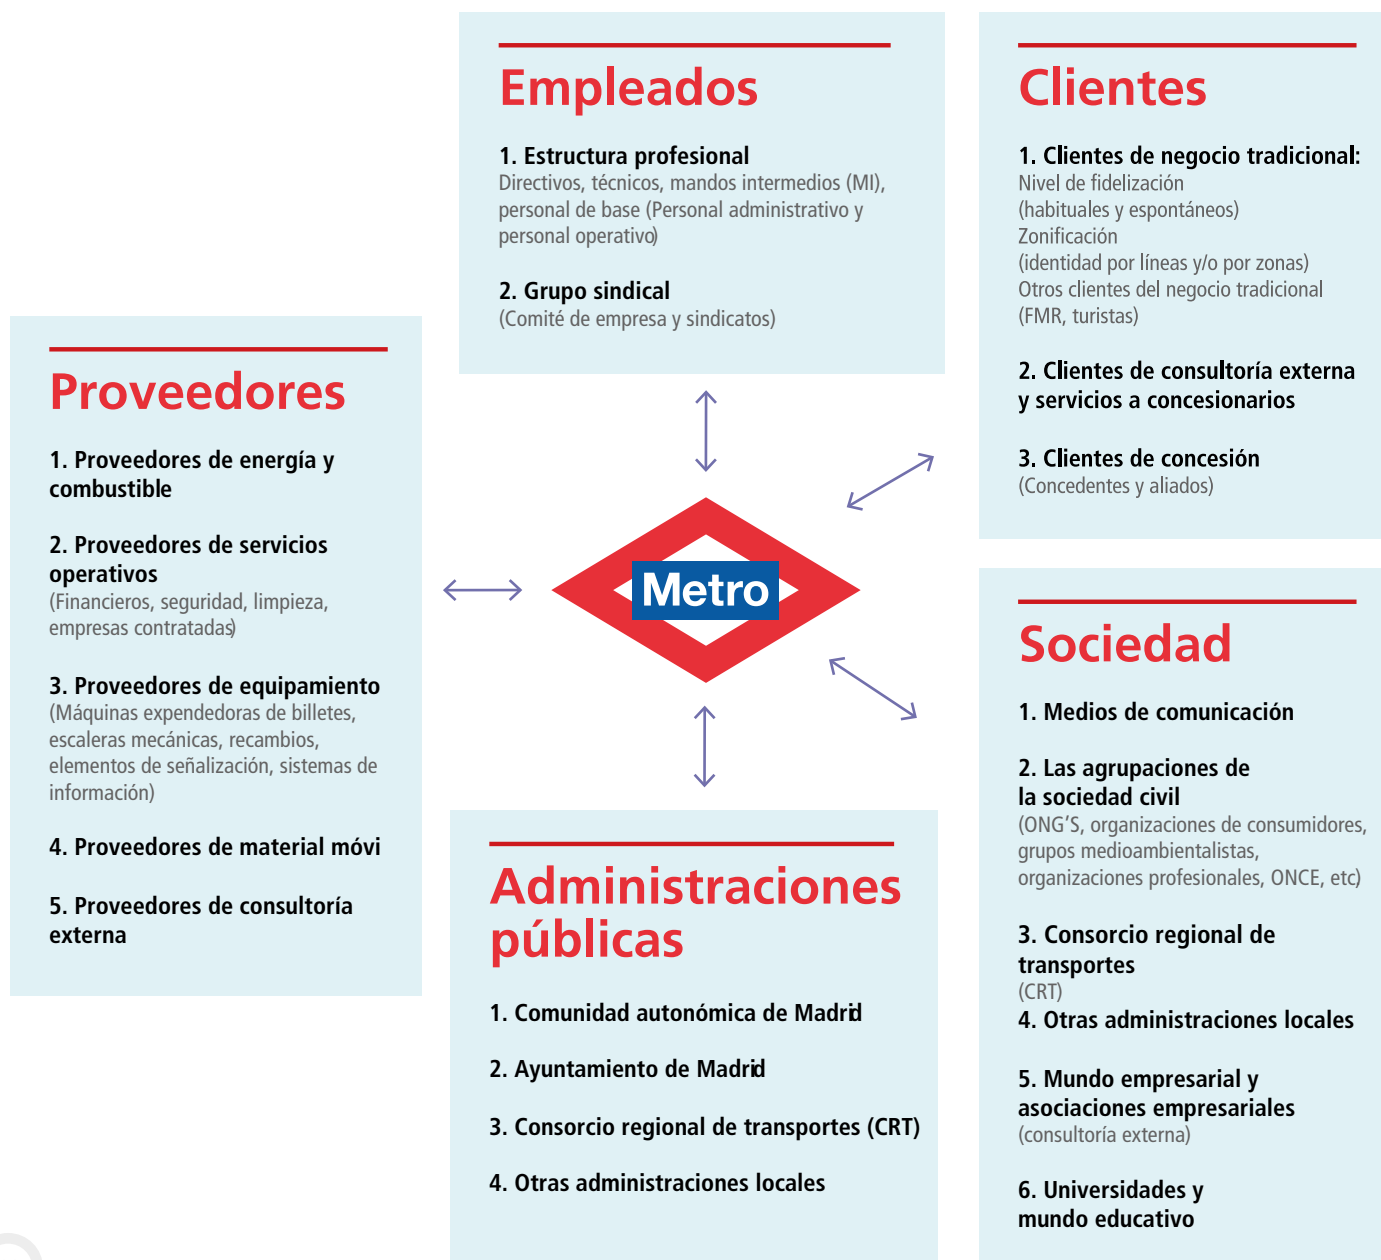 Empleados
1. Estructura profesional
Directivos, técnicos, mandos intermedios (MI),
personal de base (Personal administrativo y
personal operativo)
2. Grupo sindical
(Comité de empresa y sindicatos)
Clientes
1. Clientes de negocio tradicional:
Nivel de fidelización
(habituales y espontáneos)
Zonificación
(identidad por líneas y/o por zonas)
Otros clientes del negocio tradicional
(FMR, turistas)
2. Clientes de consultoría externa
y servicios a concesionarios
3. Clientes de concesión
(Concedentes y aliados)
Proveedores
1. Proveedores de energía y
combustible
2. Proveedores de servicios
operativos
(Financieros, seguridad, limpieza,
empresas contratadas)
3. Proveedores de equipamiento
(Máquinas expendedoras de billetes,
escaleras mecánicas, recambios,
elementos de señalización, sistemas de
información)
4. Proveedores de material móvi
5. Proveedores de consultoría
externa
Metro
Sociedad
1. Medios de comunicación
2. Las agrupaciones de
la sociedad civil
(ONG’S, organizaciones de consumidores,
grupos medioambientalistas,
organizaciones profesionales, ONCE, etc)
3. Consorcio regional de
transportes
(CRT)
4. Otras administraciones locales
5. Mundo empresarial y
asociaciones empresariales
(consultoría externa)
6. Universidades y
mundo educativo
Administraciones
públicas
1. Comunidad autonómica de Madrid
2. Ayuntamiento de Madrid
3. Consorcio regional de transportes (CRT)
4. Otras administraciones locales